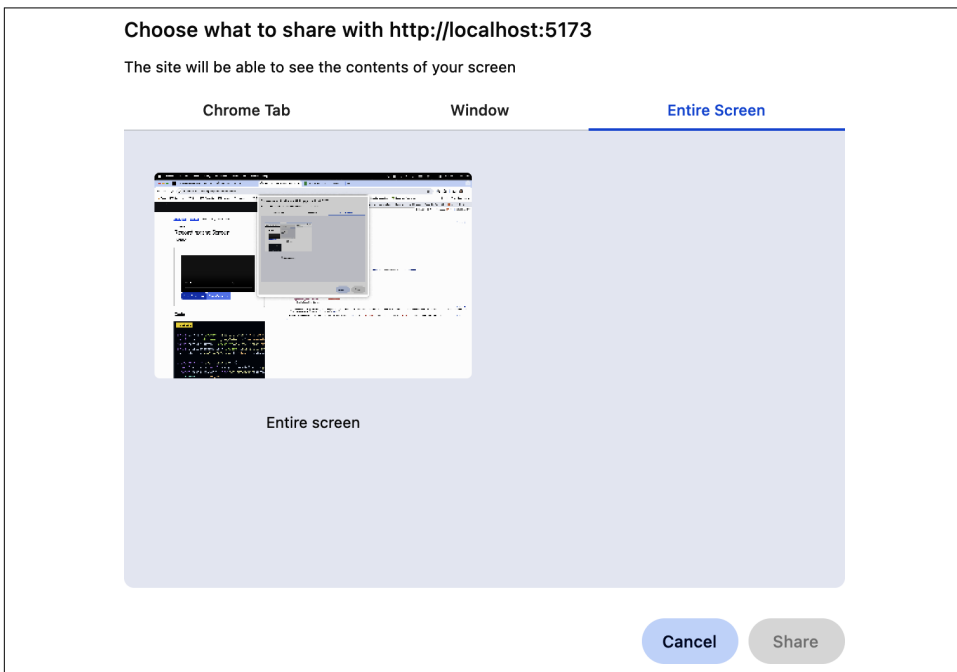 Choose what to share with http://localhost:5173
The site will be able to see the contents of your screen
Chrome Tab
Window
Entire Screen
Entire screen
Cancel
Share